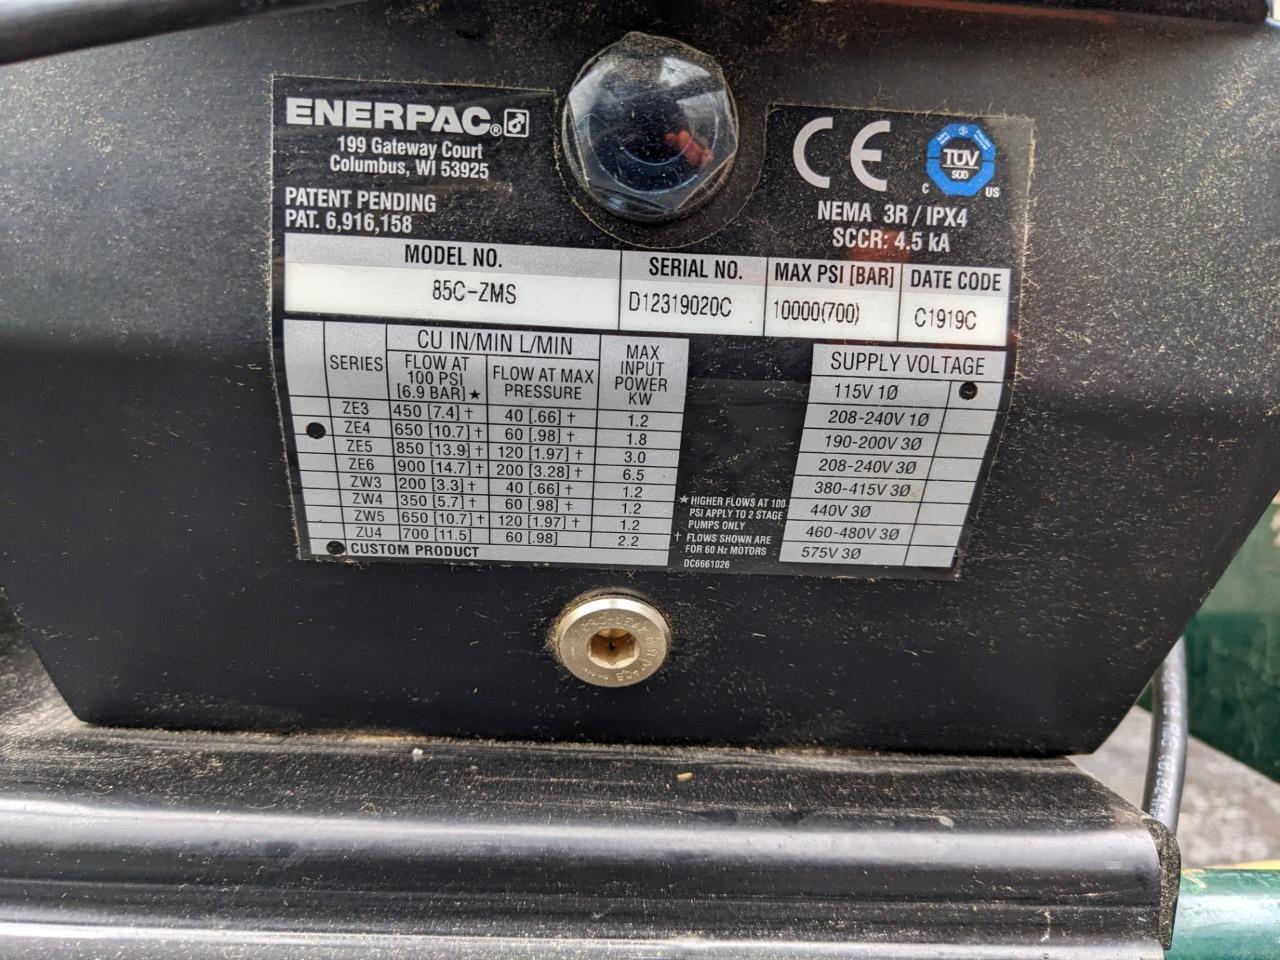 ENERPAC®
199 Gateway Court
Columbus, WI 53925
PATENT PENDING
PAT. 6,916,158
CE
TÜV
SÜD
C US
NEMA 3R / IPX4
SCCR: 4.5 kA
MODEL NO.
85C-ZMS
SERIAL NO.
D12319020C
MAX PSI [BAR]
10000(700)
DATE CODE
C1919C
SERIES
CU IN/MIN L/MIN
FLOW AT
100 PSI
[6.9 BAR]★
FLOW AT MAX
PRESSURE
MAX
INPUT
POWER
KW
ZE3 450 [7.4] † 40 [.66] † 1.2
ZE4 650 [10.7] † 60 [.98] † 1.8
ZE5 850 [13.9] † 120 [1.97] † 3.0
ZE6 900 [14.7] † 200 [3.28] † 6.5
ZW3 200 [3.3] † 40 [.66] † 1.2
ZW4 350 [5.7] † 60 [.98] † 1.2
ZW5 650 [10.7] † 120 [1.97] † 1.2
ZU4 700 [11.5] 60 [.98] 2.2
CUSTOM PRODUCT
★HIGHER FLOWS AT 100
PSI APPLY TO 2 STAGE
PUMPS ONLY
† FLOWS SHOWN ARE
FOR 60 Hz MOTORS
DC6661026
SUPPLY VOLTAGE
115V 1Ø
208-240V 1Ø
190-200V 3Ø
208-240V 3Ø
380-415V 3Ø
440V 3Ø
460-480V 3Ø
575V 3Ø